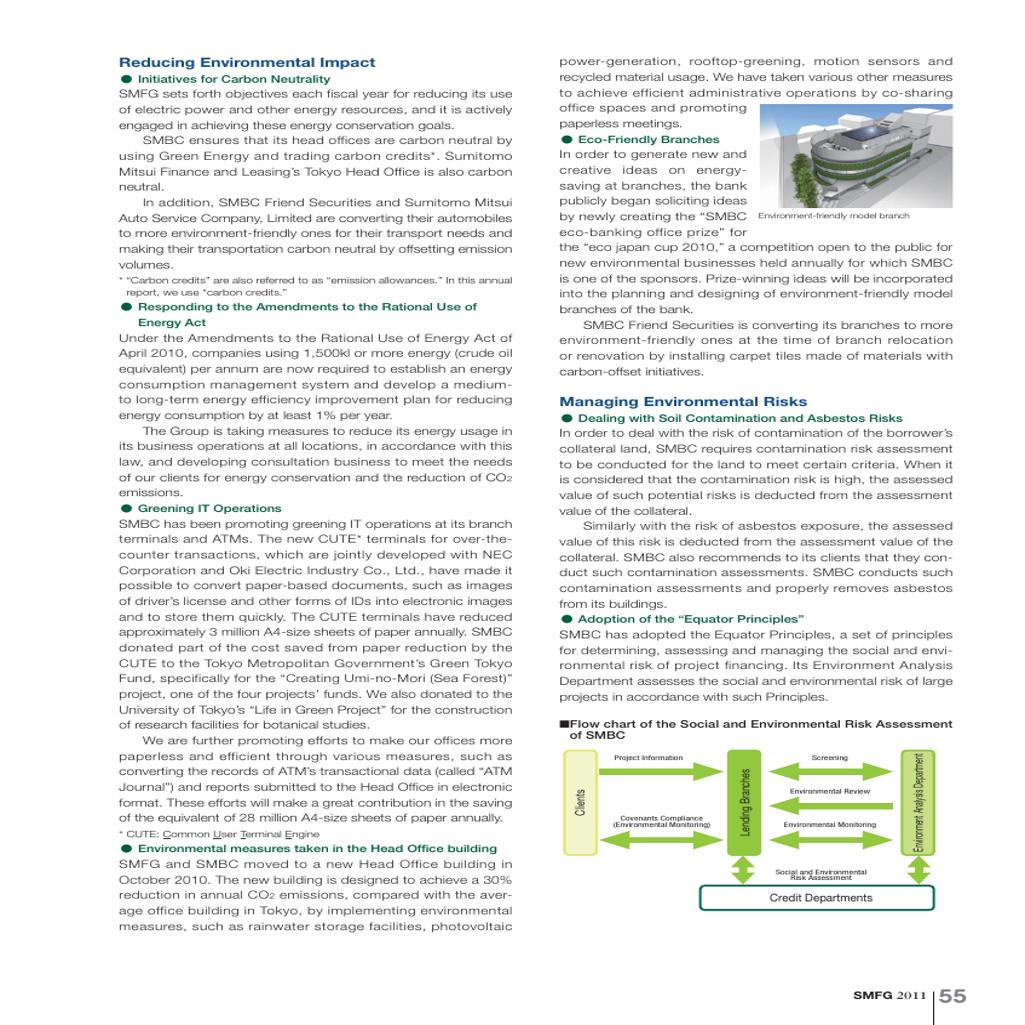 Reducing Environmental Impact
● Initiatives for Carbon Neutrality
SMFG sets forth objectives each fiscal year for reducing its use
of electric power and other energy resources, and it is actively
engaged in achieving these energy conservation goals.
SMBC ensures that its head offices are carbon neutral by
using Green Energy and trading carbon credits*. Sumitomo
Mitsui Finance and Leasing's Tokyo Head Office is also carbon
neutral.
In addition, SMBC Friend Securities and Sumitomo Mitsui
Auto Service Company, Limited are converting their automobiles
to more environment-friendly ones for their transport needs and
making their transportation carbon neutral by offsetting emission
volumes.
* "Carbon credits" are also referred to as "emission allowances." In this annual
report, we use "carbon credits."
● Responding to the Amendments to the Rational Use of
Energy Act
Under the Amendments to the Rational Use of Energy Act of
April 2010, companies using 1,500kl or more energy (crude oil
equivalent) per annum are now required to establish an energy
consumption management system and develop a medium-
to long-term energy efficiency improvement plan for reducing
energy consumption by at least 1% per year.
The Group is taking measures to reduce its energy usage in
its business operations at all locations, in accordance with this
law, and developing consultation business to meet the needs
of our clients for energy conservation and the reduction of CO2
emissions.
● Greening IT Operations
SMBC has been promoting greening IT operations at its branch
terminals and ATMs. The new CUTE* terminals for over-the-
counter transactions, which are jointly developed with NEC
Corporation and Oki Electric Industry Co., Ltd., have made it
possible to convert paper-based documents, such as images
of driver's license and other forms of IDs into electronic images
and to store them quickly. The CUTE terminals have reduced
approximately 3 million A4-size sheets of paper annually. SMBC
donated part of the cost saved from paper reduction by the
CUTE to the Tokyo Metropolitan Government's Green Tokyo
Fund, specifically for the "Creating Umi-no-Mori (Sea Forest)"
project, one of the four projects' funds. We also donated to the
University of Tokyo's "Life in Green Project" for the construction
of research facilities for botanical studies.
We are further promoting efforts to make our offices more
paperless and efficient through various measures, such as
converting the records of ATM's transactional data (called "ATM
Journal") and reports submitted to the Head Office in electronic
format. These efforts will make a great contribution in the saving
of the equivalent of 28 million A4-size sheets of paper annually.
* CUTE: Common User Terminal Engine
● Environmental measures taken in the Head Office building
SMFG and SMBC moved to a new Head Office building in
October 2010. The new building is designed to achieve a 30%
reduction in annual CO2 emissions, compared with the aver-
age office building in Tokyo, by implementing environmental
measures, such as rainwater storage facilities, photovoltaic
power-generation, rooftop-greening, motion sensors and
recycled material usage. We have taken various other measures
to achieve efficient administrative operations by co-sharing
office spaces and promoting
paperless meetings.
● Eco-Friendly Branches
In order to generate new and
creative ideas on energy-
saving at branches, the bank
publicly began soliciting ideas
by newly creating the "SMBC
eco-banking office prize" for
Environment-friendly model branch
the "eco japan cup 2010," a competition open to the public for
new environmental businesses held annually for which SMBC
is one of the sponsors. Prize-winning ideas will be incorporated
into the planning and designing of environment-friendly model
branches of the bank.
SMBC Friend Securities is converting its branches to more
environment-friendly ones at the time of branch relocation
or renovation by installing carpet tiles made of materials with
carbon-offset initiatives.
Managing Environmental Risks
● Dealing with Soil Contamination and Asbestos Risks
In order to deal with the risk of contamination of the borrower's
collateral land, SMBC requires contamination risk assessment
to be conducted for the land to meet certain criteria. When it
is considered that the contamination risk is high, the assessed
value of such potential risks is deducted from the assessment
value of the collateral.
Similarly with the risk of asbestos exposure, the assessed
value of this risk is deducted from the assessment value of the
collateral. SMBC also recommends to its clients that they con-
duct such contamination assessments. SMBC conducts such
contamination assessments and properly removes asbestos
from its buildings.
● Adoption of the "Equator Principles"
SMBC has adopted the Equator Principles, a set of principles
for determining, assessing and managing the social and envi-
ronmental risk of project financing. Its Environment Analysis
Department assesses the social and environmental risk of large
projects in accordance with such Principles.
■Flow chart of the Social and Environmental Risk Assessment
of SMBC
Clients
Project Information
Covenants Compliance
(Environmental Monitoring)
Lending Branches
Screening
Environmental Review
Environmental Monitoring
Environment Analysis Department
Social and Environmental
Risk Assessment
Credit Departments
SMFG 2011 55